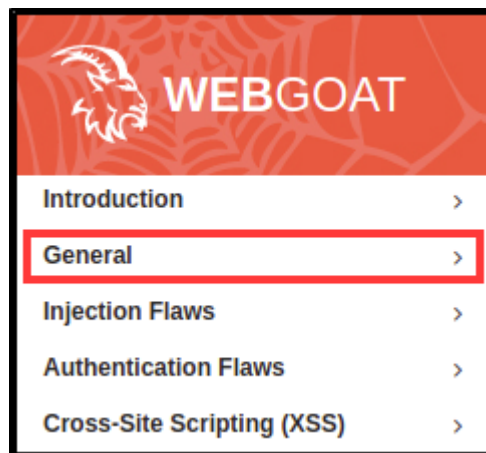 WEBGOAT
Introduction
General
Injection Flaws
Authentication Flaws
Cross-Site Scripting (XSS)